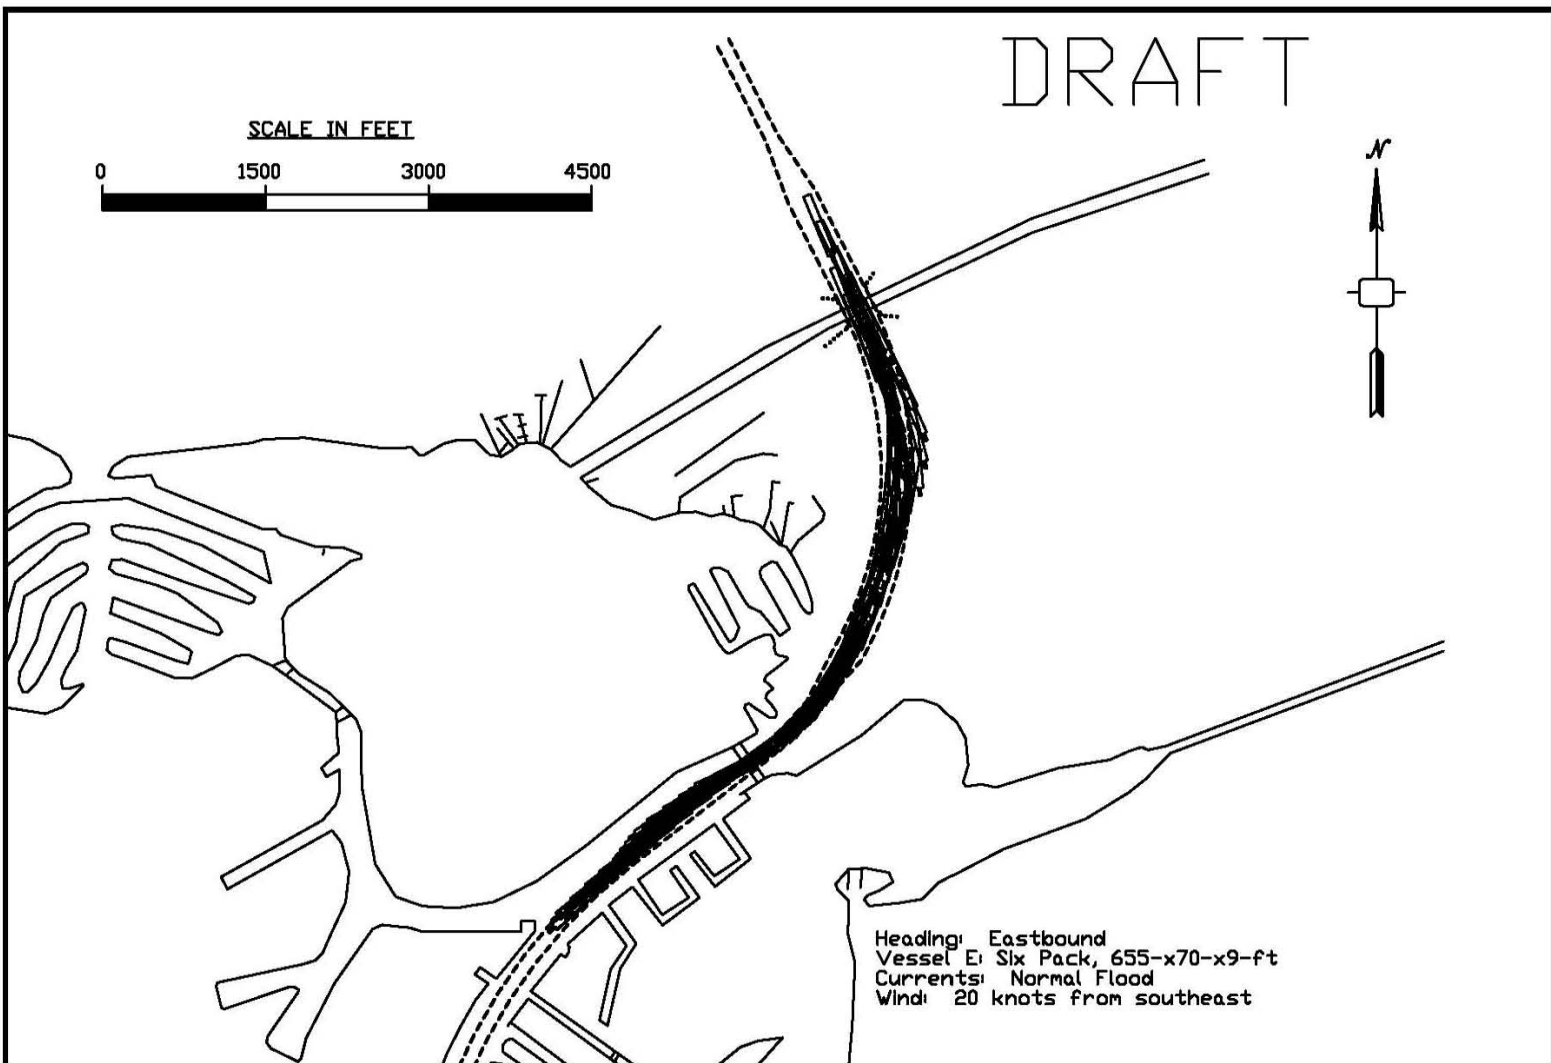 DRAFT
SCALE IN FEET
0 1500 3000 4500
N
Heading: Eastbound
Vessel E: Six Pack, 655-x70-x9-ft
Currents: Normal Flood
Wind: 20 knots from southeast